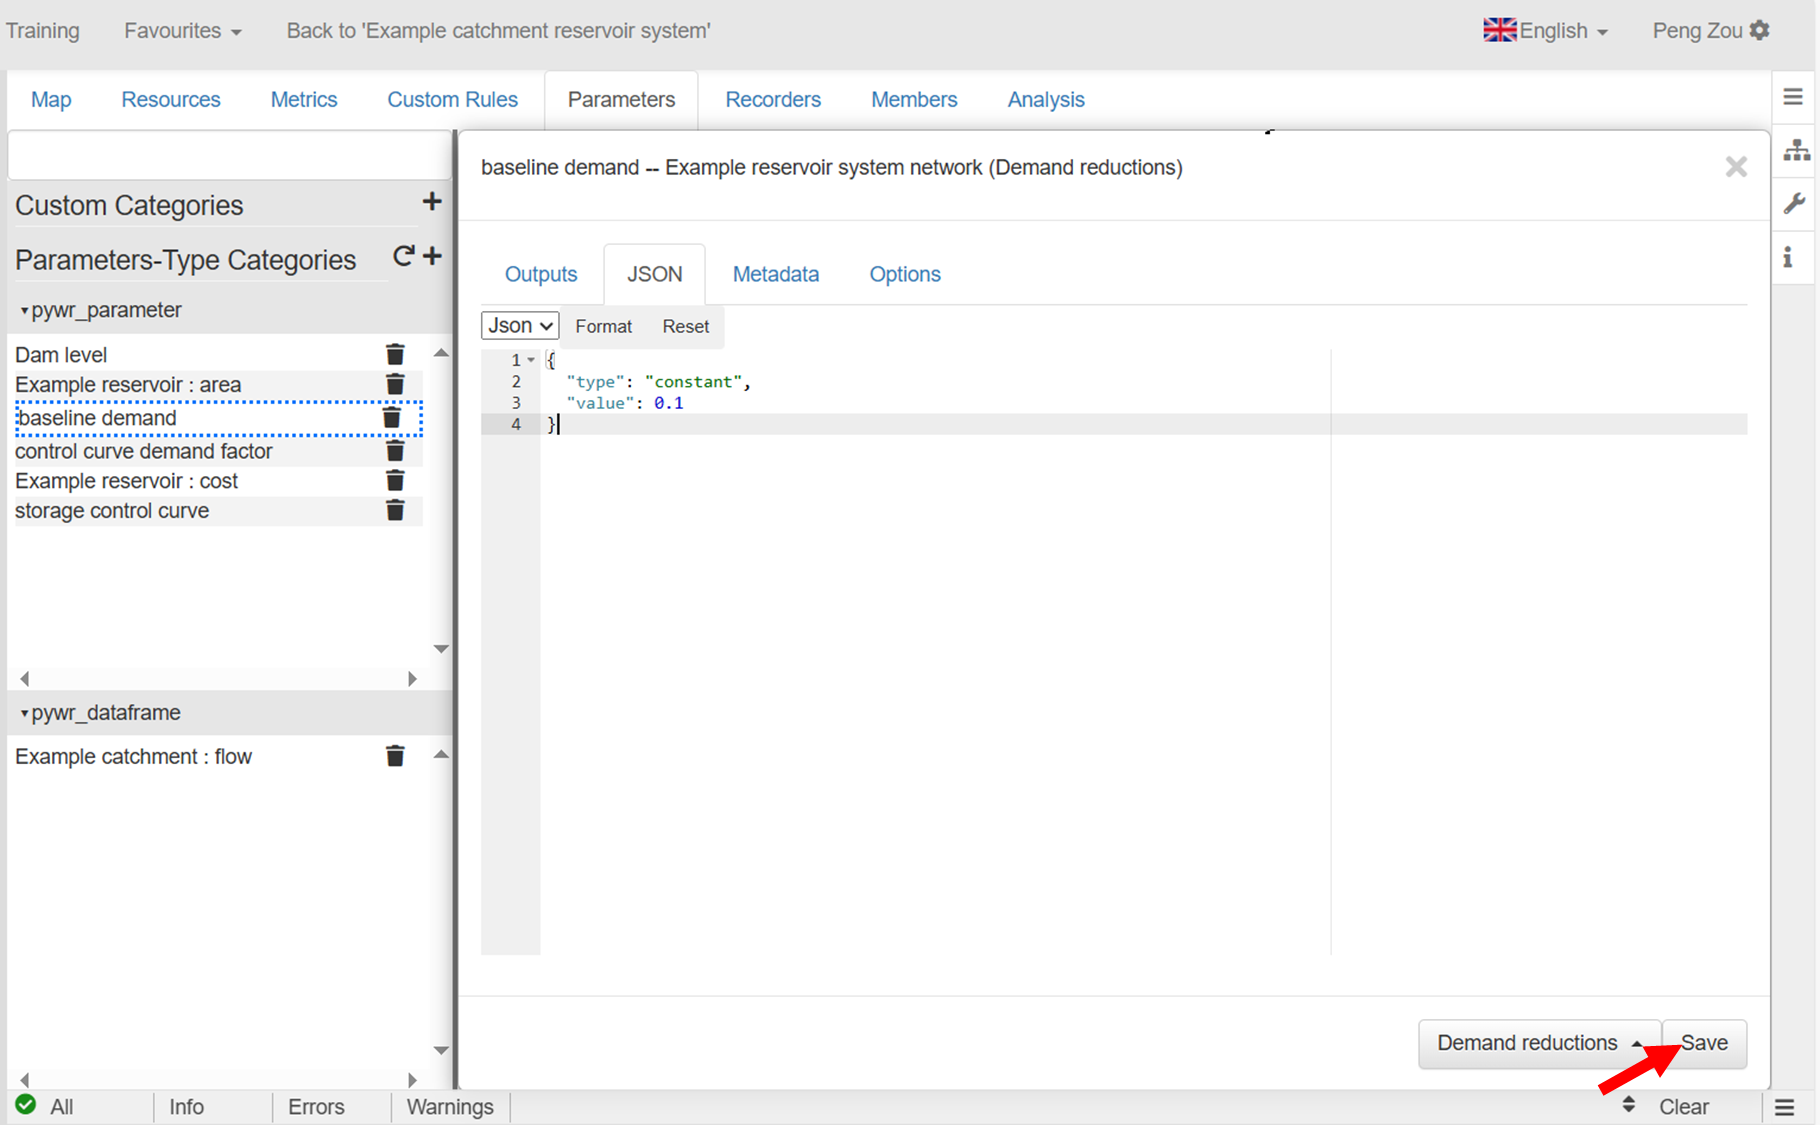 Training Favourites Back to 'Example catchment reservoir system' English Peng Zou
Map Resources Metrics Custom Rules Parameters Recorders Members Analysis
baseline demand -- Example reservoir system network (Demand reductions)
Custom Categories
Parameters-Type Categories
pywr_parameter
Dam level
Example reservoir : area
baseline demand
control curve demand factor
Example reservoir : cost
storage control curve
pywr_dataframe
Example catchment : flow
Outputs JSON Metadata Options
Json Format Reset
1 {
2 "type": "constant",
3 "value": 0.1
4 }
Demand reductions Save
All Info Errors Warnings Clear